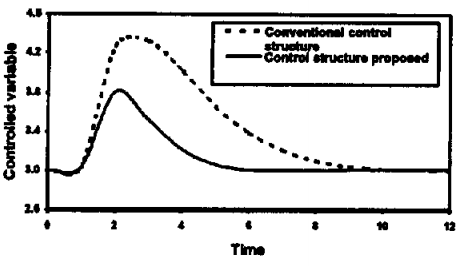 4.6
4.2
3.8
3.4
3.0
2.6
Controlled variable
Conventional control
structure
Control structure proposed
0 2 4 6 8 10 12
Time